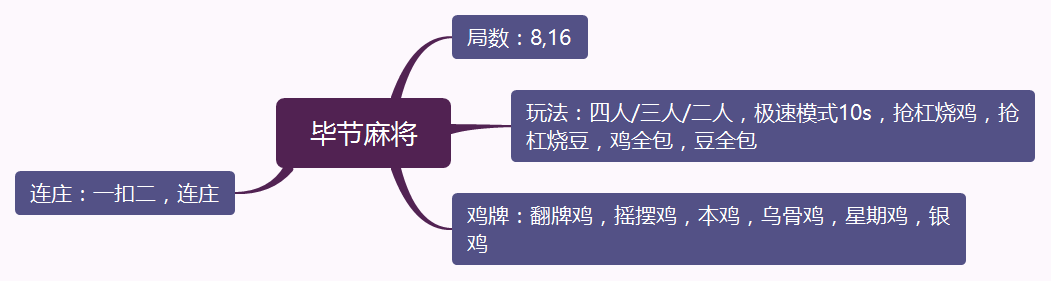 局数：8,16
玩法：四人/三人/二人，极速模式10s，抢杠烧鸡，抢
杠烧豆，鸡全包，豆全包
毕节麻将
连庄：一扣二，连庄
鸡牌：翻牌鸡，摇摆鸡，本鸡，乌骨鸡，星期鸡，银
鸡